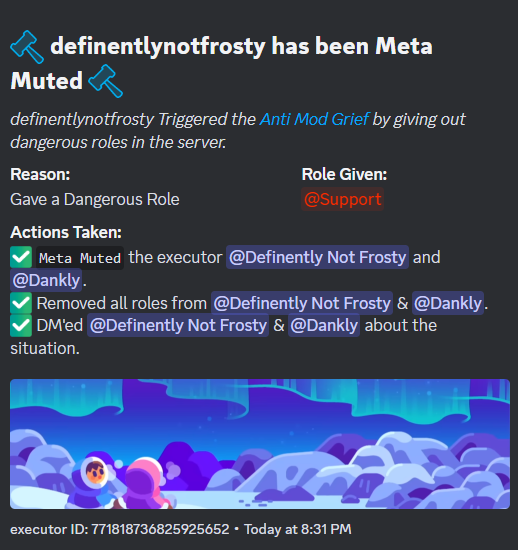 definentlynotfrosty has been Meta
Muted
definentlynotfrosty Triggered the Anti Mod Grief by giving out
dangerous roles in the server.
Reason: Role Given:
Gave a Dangerous Role @Support
Actions Taken:
Meta Muted the executor @Definently Not Frosty and
@Dankly.
Removed all roles from @Definently Not Frosty & @Dankly.
DM'ed @Definently Not Frosty & @Dankly about the
situation.
executor ID: 771818736825925652 • Today at 8:31 PM